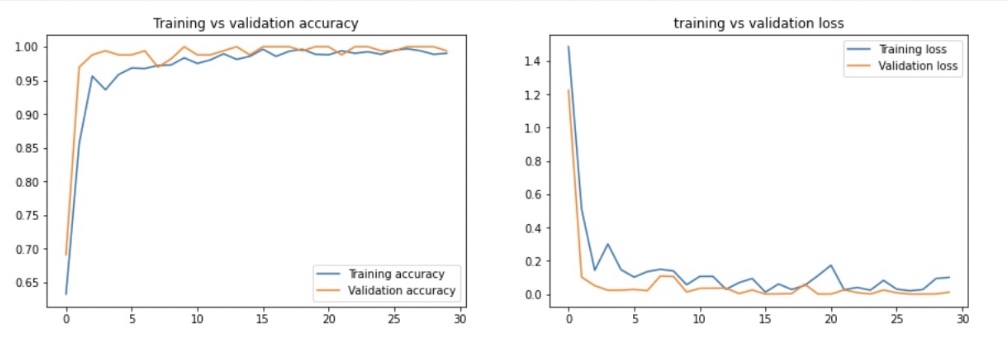 Training vs validation accuracy
1.00
0.95
0.90
0.85
0.80
0.75
0.70
0.65
0 5 10 15 20 25 30
Training accuracy
Validation accuracy
training vs validation loss
1.4
1.2
1.0
0.8
0.6
0.4
0.2
0.0
0 5 10 15 20 25 30
Training loss
Validation loss